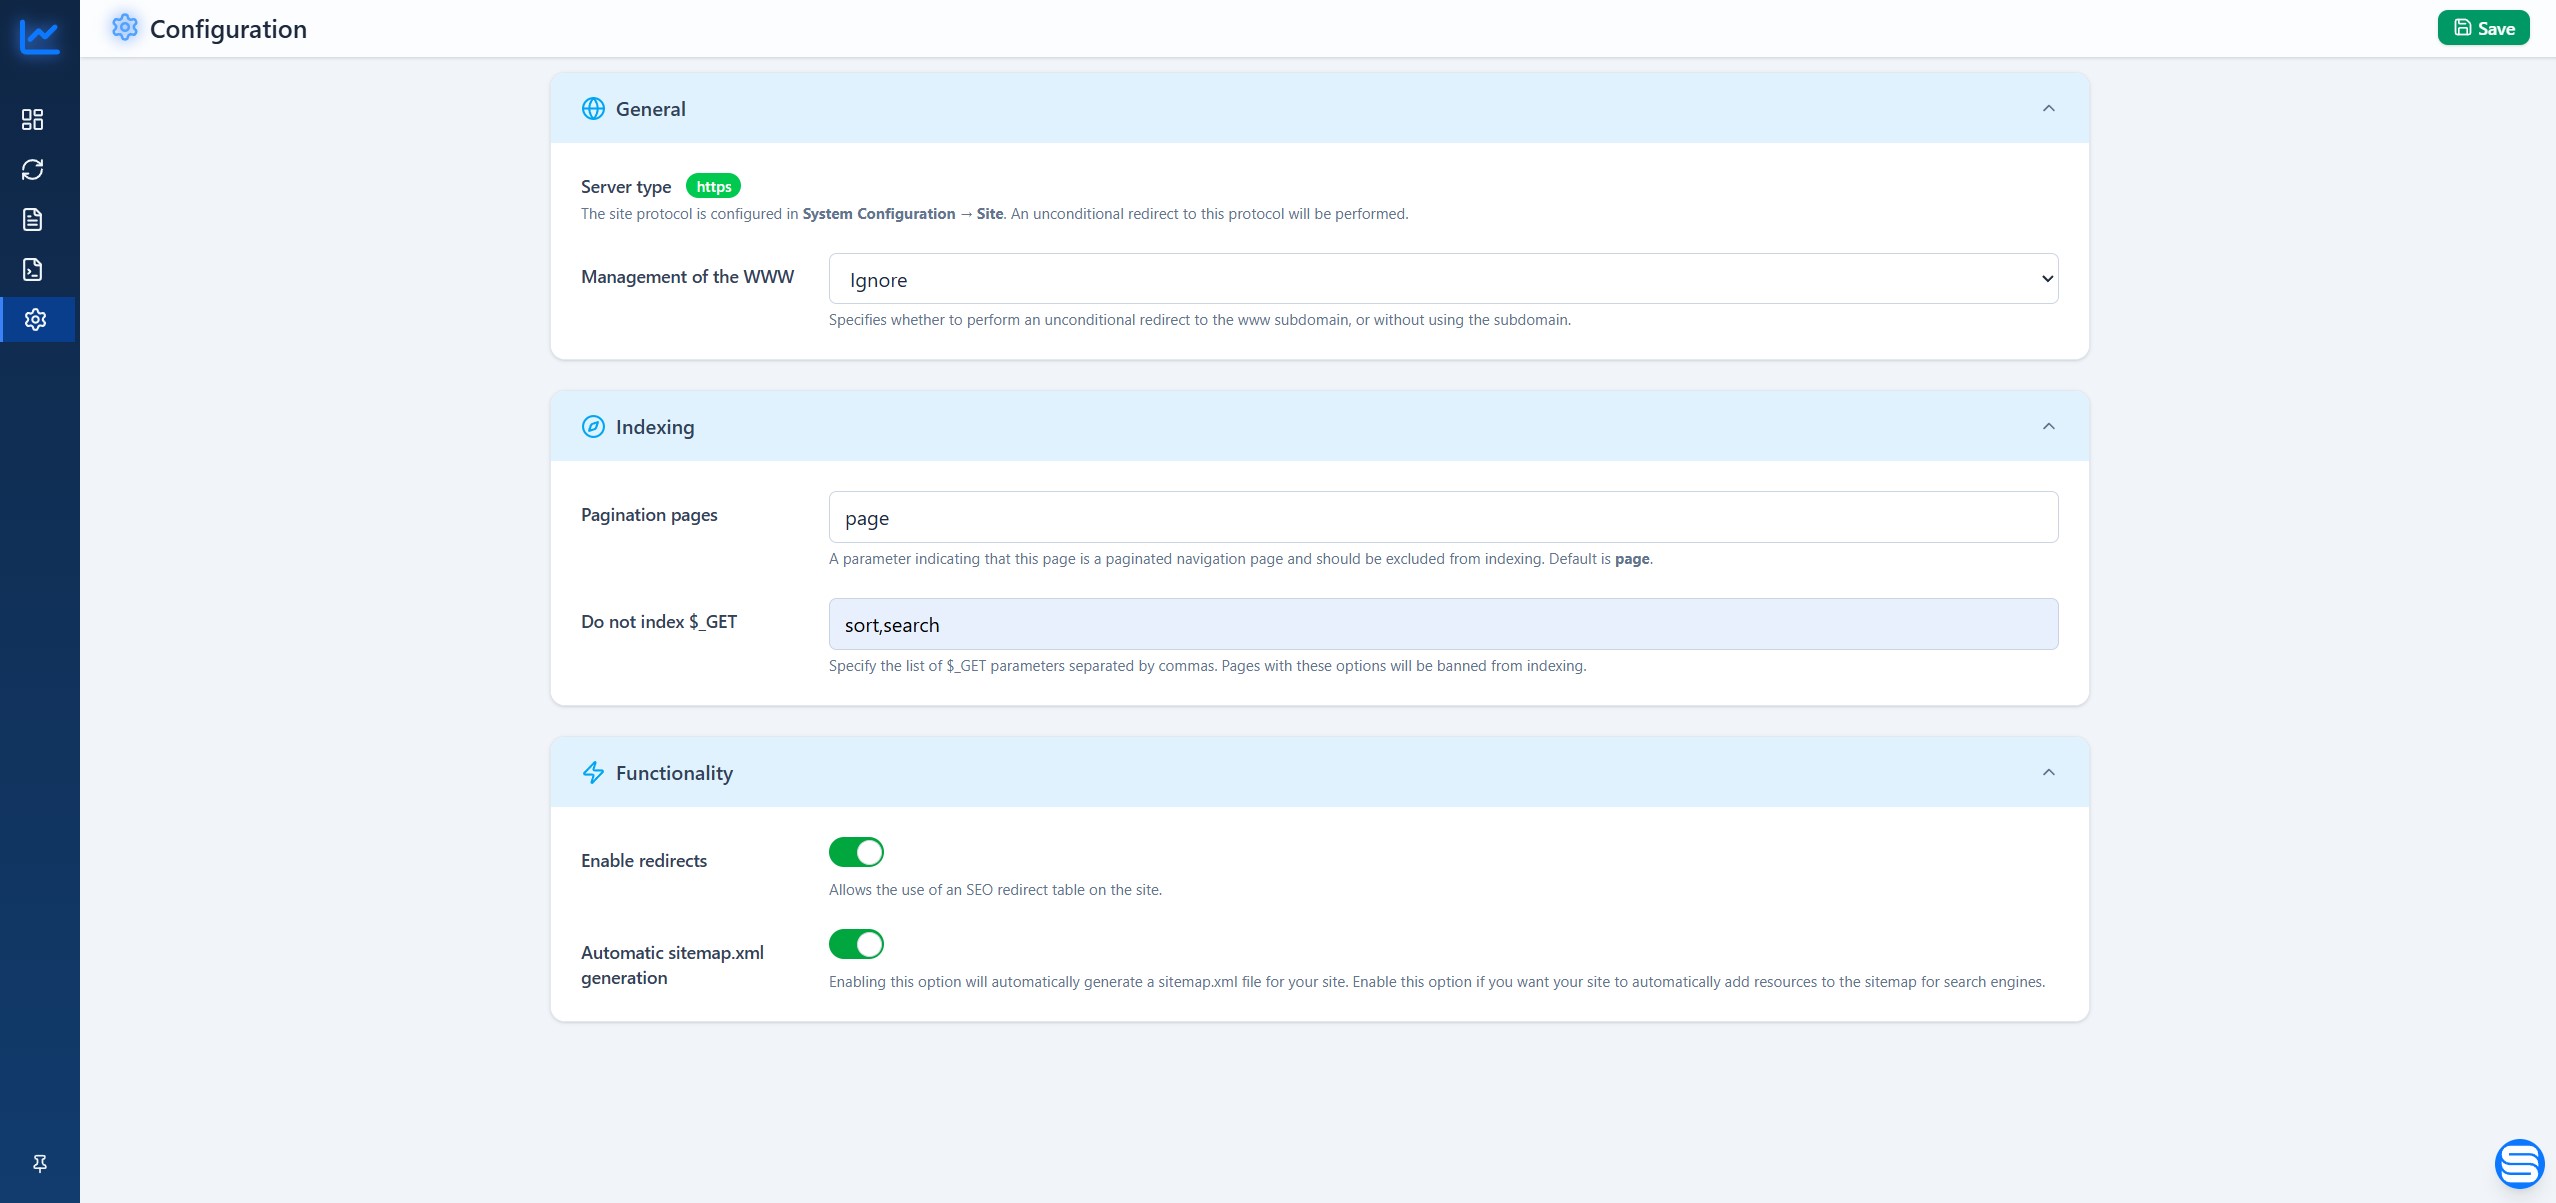 Configuration
Save
General
Server type https
The site protocol is configured in System Configuration → Site. An unconditional redirect to this protocol will be performed.
Management of the WWW
Ignore
Specifies whether to perform an unconditional redirect to the www subdomain, or without using the subdomain.
Indexing
Pagination pages
page
A parameter indicating that this page is a paginated navigation page and should be excluded from indexing. Default is page.
Do not index $_GET
sort,search
Specify the list of $_GET parameters separated by commas. Pages with these options will be banned from indexing.
Functionality
Enable redirects
Allows the use of an SEO redirect table on the site.
Automatic sitemap.xml
generation
Enabling this option will automatically generate a sitemap.xml file for your site. Enable this option if you want your site to automatically add resources to the sitemap for search engines.